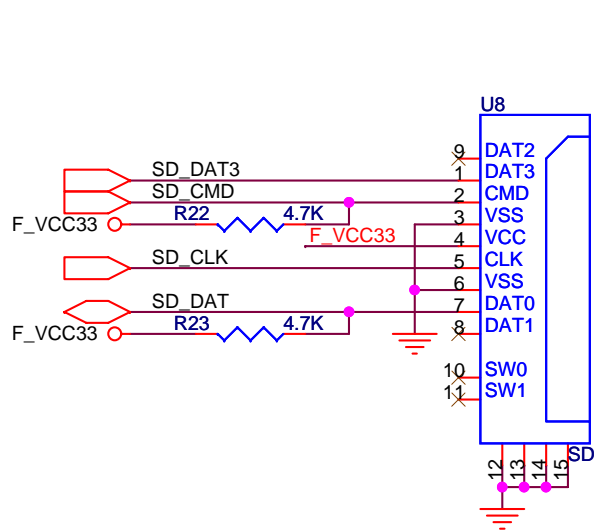 U8
9 DAT2
SD_DAT3 1 DAT3
SD_CMD 2 CMD
F_VCC33 R22 4.7K 3 VSS
F_VCC33 4 VCC
SD_CLK 5 CLK
6 VSS
SD_DAT 7 DAT0
F_VCC33 R23 4.7K 8 DAT1
10 SW0
11 SW1
12 13 14 15 SD